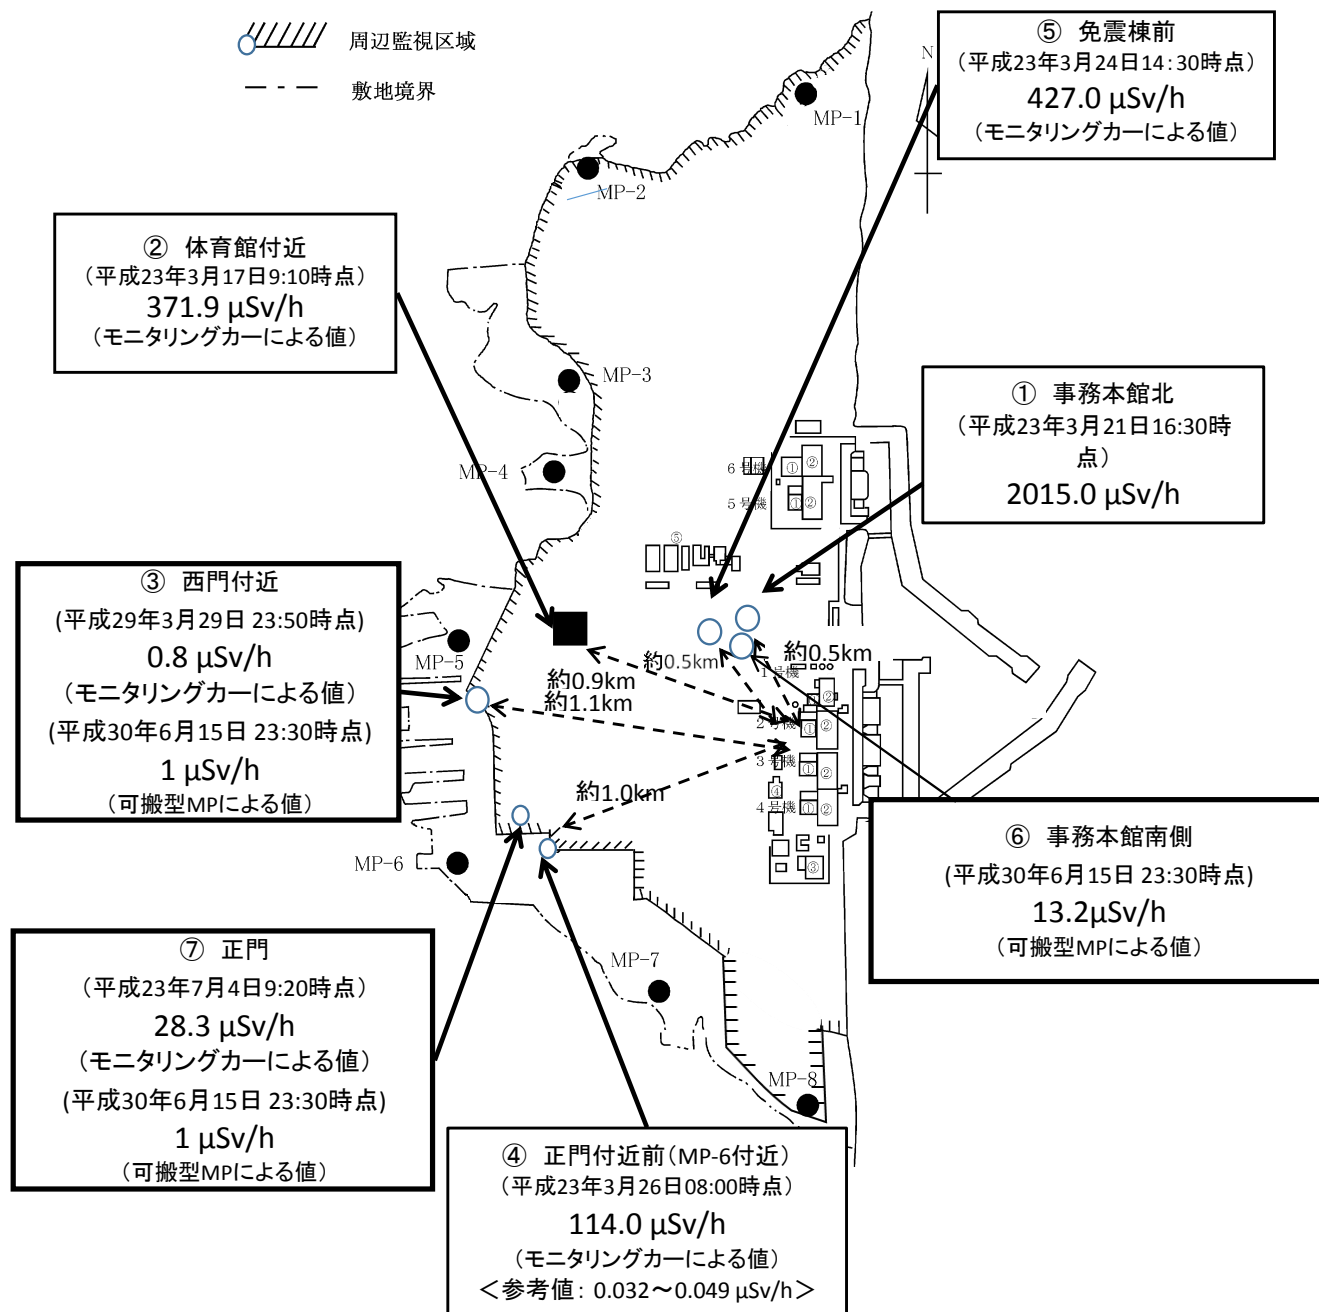 周辺監視区域
敷地境界
⑤ 免震棟前
(平成23年3月24日14:30時点)
427.0 μSv/h
(モニタリングカーによる値)
N
MP-1
MP-2
② 体育館付近
(平成23年3月17日9:10時点)
371.9 μSv/h
(モニタリングカーによる値)
MP-3
MP-4
① 事務本館北
(平成23年3月21日16:30時
点)
2015.0 μSv/h
6号機
①
②
5号機
①
②
⑤
③ 西門付近
(平成29年3月29日 23:50時点)
0.8 μSv/h
(モニタリングカーによる値)
(平成30年6月15日 23:30時点)
1 μSv/h
(可搬型MPによる値)
MP-5
約0.5km
約0.5km
約0.9km
約1.1km
1号機
①
②
2号機
①
②
3号機
①
②
④
4号機
①
②
③
約1.0km
MP-6
⑥ 事務本館南側
(平成30年6月15日 23:30時点)
13.2μSv/h
(可搬型MPによる値)
⑦ 正門
(平成23年7月4日9:20時点)
28.3 μSv/h
(モニタリングカーによる値)
(平成30年6月15日 23:30時点)
1 μSv/h
(可搬型MPによる値)
MP-7
MP-8
④ 正門付近前(MP-6付近)
(平成23年3月26日08:00時点)
114.0 μSv/h
(モニタリングカーによる値)
<参考値: 0.032~0.049 μSv/h>